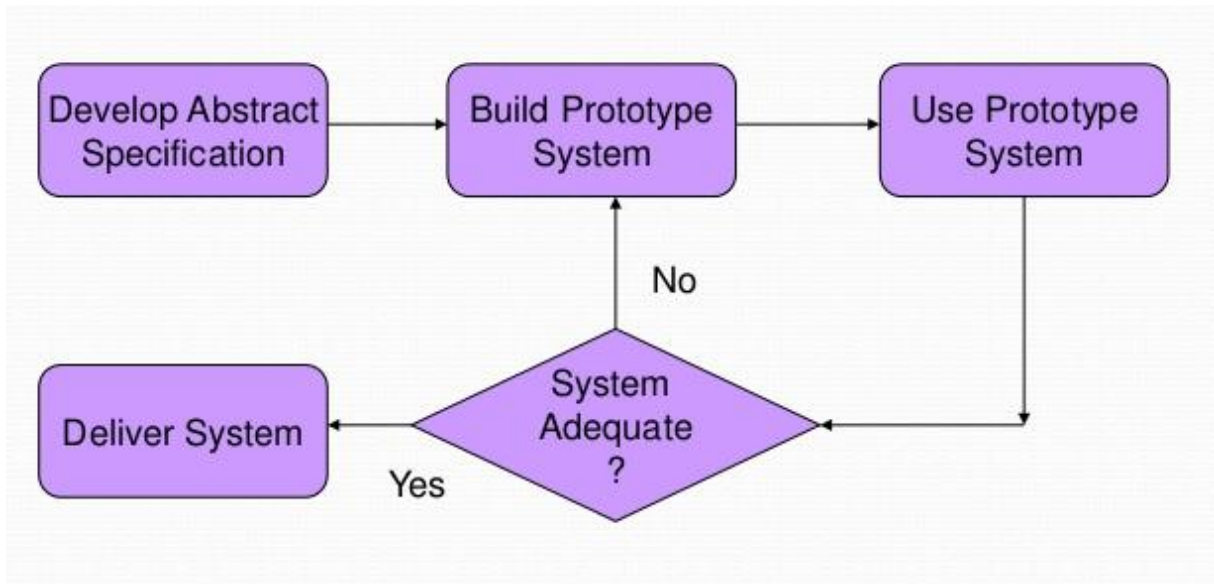 Develop Abstract
Specification
Build Prototype
System
Use Prototype
System
No
System
Adequate
?
Deliver System
Yes